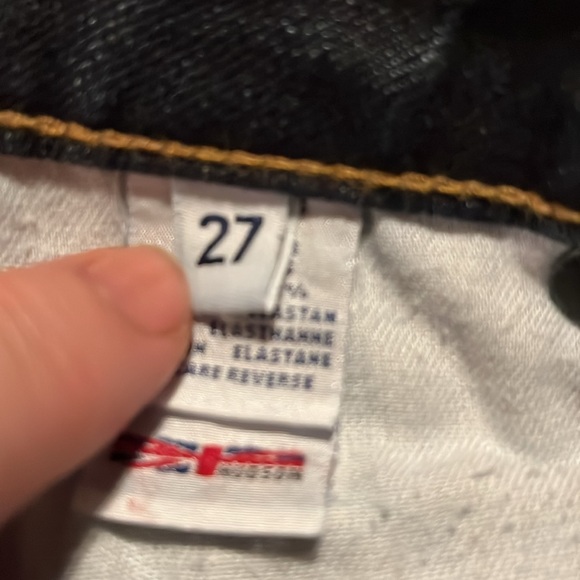 27
ELASTAN
ELASTHANNE
ELASTANE
REVERSE
HUDSON